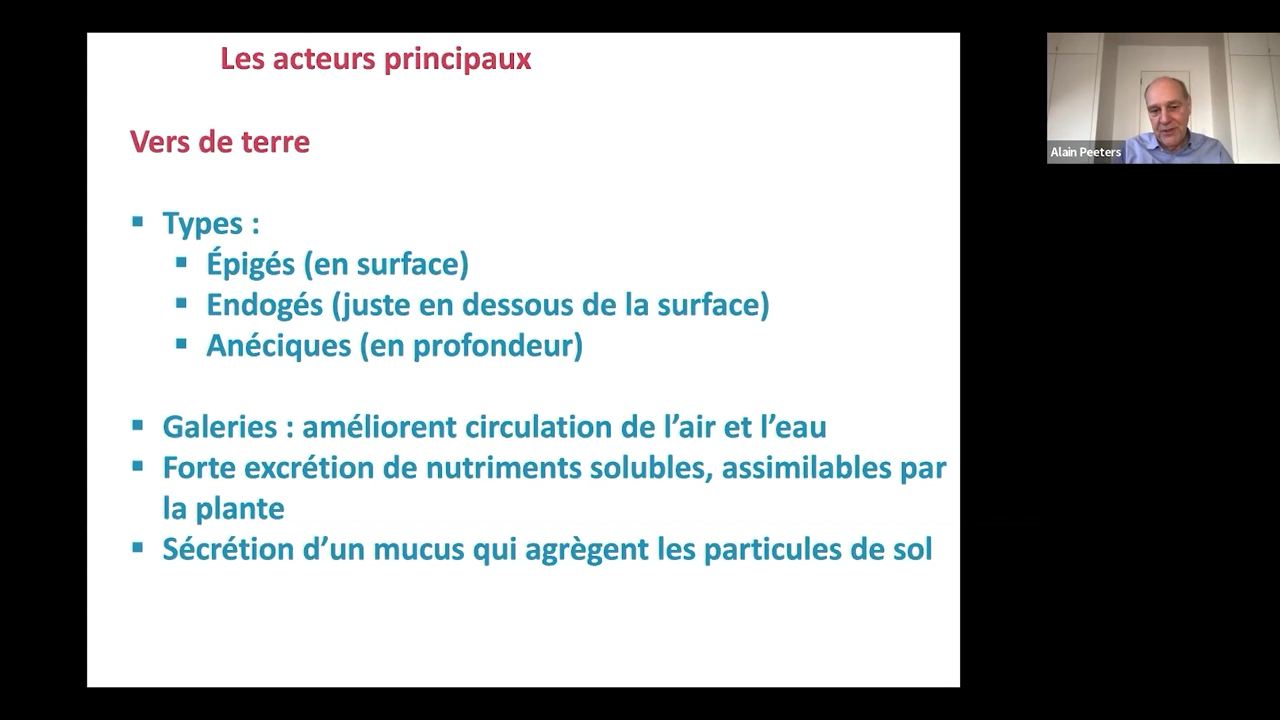 Les acteurs principaux
Vers de terre
▪ Types :
▪ Épigés (en surface)
▪ Endogés (juste en dessous de la surface)
▪ Anéciques (en profondeur)
▪ Galeries : améliorent circulation de l’air et l’eau
▪ Forte excrétion de nutriments solubles, assimilables par
la plante
▪ Sécrétion d’un mucus qui agrègent les particules de sol
Alain Peeters